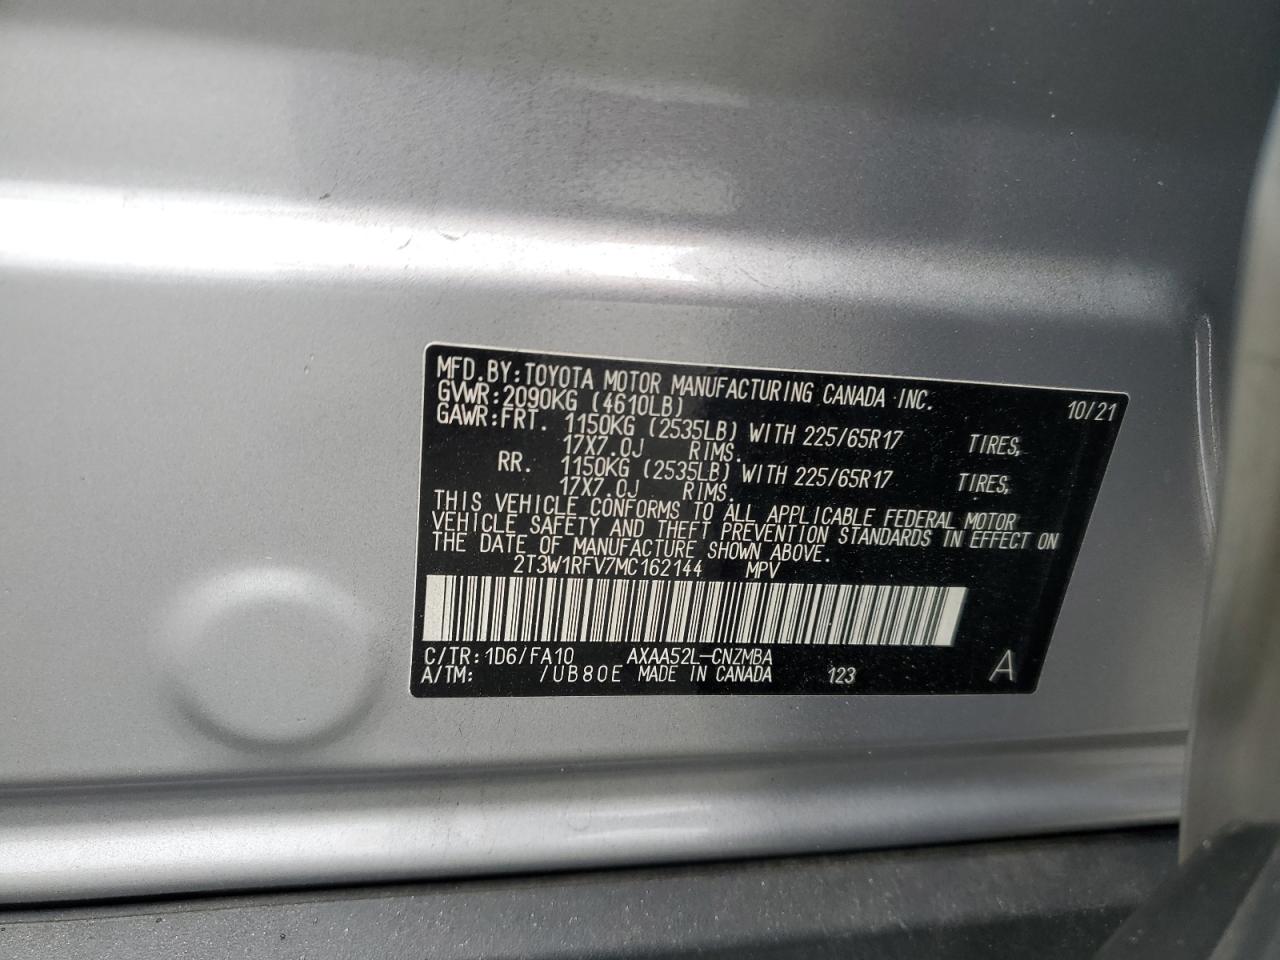 MFD.BY:TOYOTA MOTOR MANUFACTURING CANADA INC. 10/21
GVWR:2090KG (4610LB)
GAWR:FRT. 1150KG (2535LB) WITH 225/65R17 TIRES,
17X7.0J RIMS.
RR. 1150KG (2535LB) WITH 225/65R17 TIRES,
17X7.0J RIMS.
THIS VEHICLE CONFORMS TO ALL APPLICABLE FEDERAL MOTOR
VEHICLE SAFETY AND THEFT PREVENTION STANDARDS IN EFFECT ON
THE DATE OF MANUFACTURE SHOWN ABOVE.
2T3W1RFV7MC162144 MPV
C/TR:1D6/FA10 AXAA52L-CNZMBA
A/TM: /UB80E MADE IN CANADA 123 A